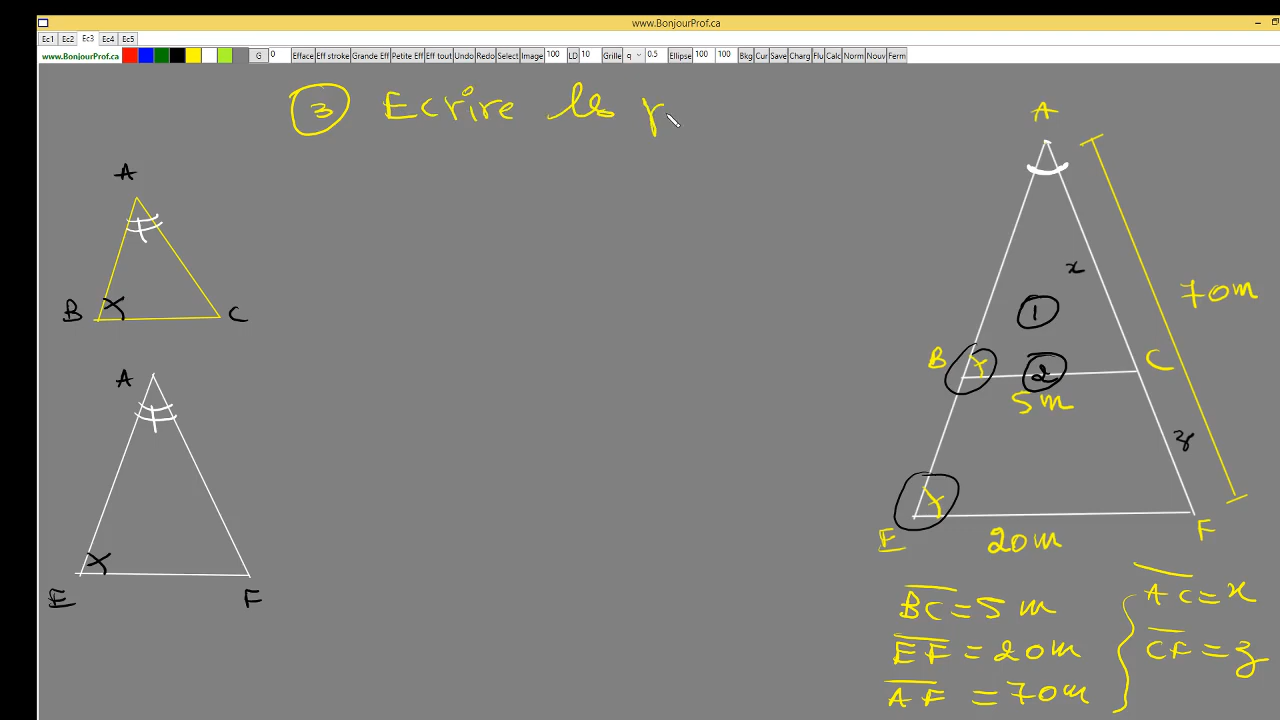 www.BonjourProf.ca
Ec1 Ec2 Ec3 Ec4 Ec5
www.BonjourProf.ca G 0 Efface Eff stroke Grande Eff Petite Eff Eff tout Undo Redo Select Image 100 LD 10 Grille q 0.5 Ellipse 100 100 Bkg Cur Save Charg Flu Calc Norm Nouv Ferm
3 Ecrire les r
A
B C
A
E F
A
x
70m
1
B 2 C
5m
z
E 20m F
BC = 5 m
EF = 20m
AF = 70m
AC = x
CF = z